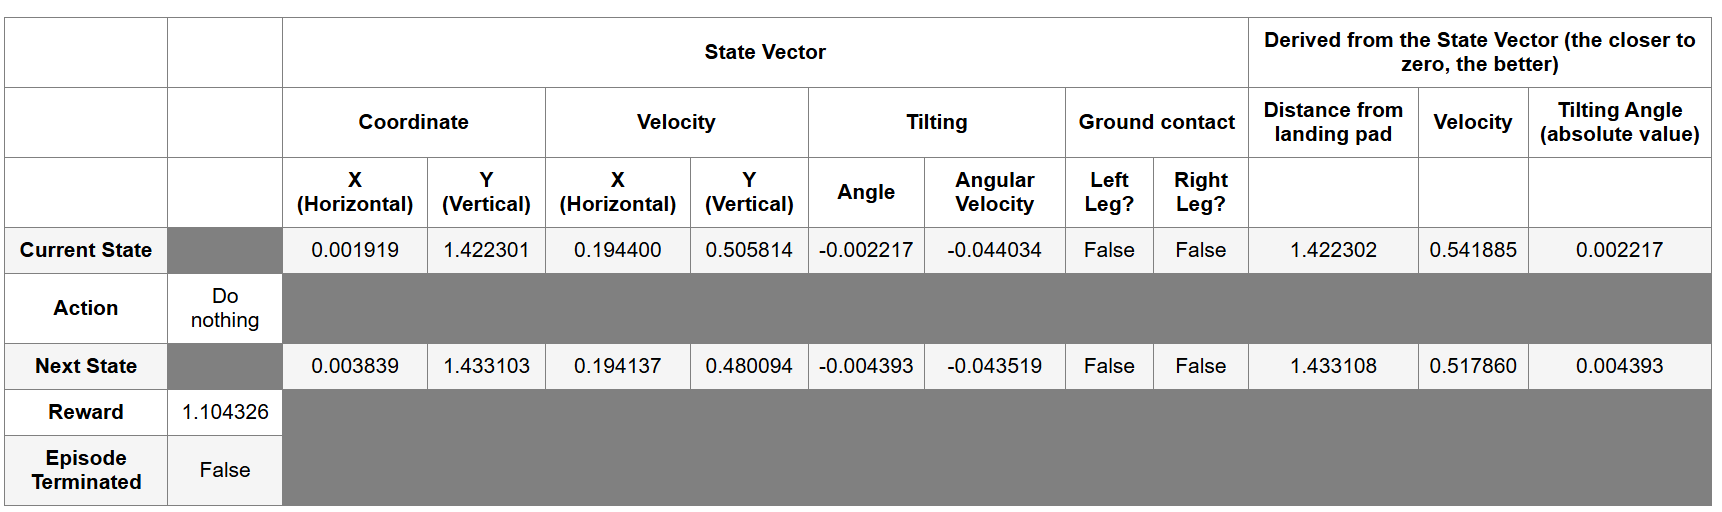 State Vector
Derived from the State Vector (the closer to
zero, the better)
Coordinate
Velocity
Tilting
Ground contact
Distance from
landing pad
Velocity
Tilting Angle
(absolute value)
X
(Horizontal)
Y
(Vertical)
X
(Horizontal)
Y
(Vertical)
Angle
Angular
Velocity
Left
Leg?
Right
Leg?
Current State 0.001919 1.422301 0.194400 0.505814 -0.002217 -0.044034 False False 1.422302 0.541885 0.002217
Action
Do
nothing
Next State 0.003839 1.433103 0.194137 0.480094 -0.004393 -0.043519 False False 1.433108 0.517860 0.004393
Reward 1.104326
Episode
Terminated
False